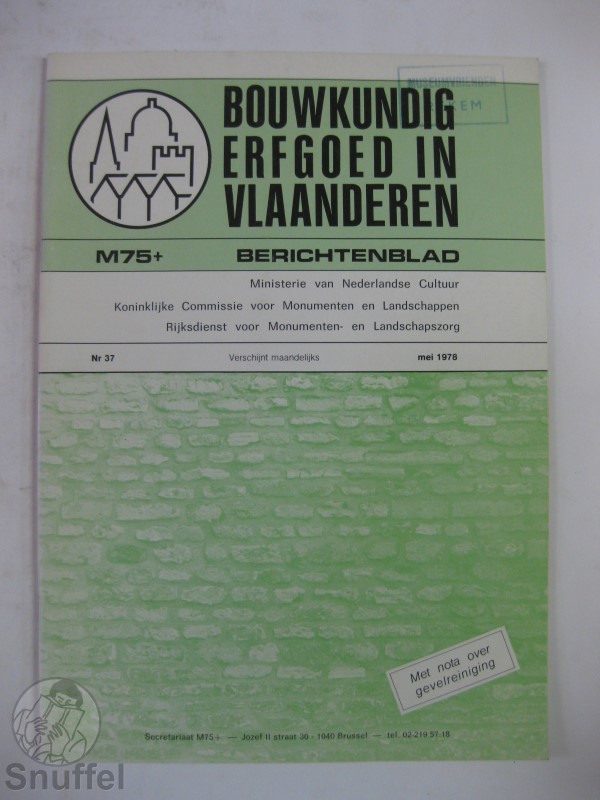 MUSEUMVRIENDEN
BOUWKUNDIG
ERFGOED IN
VLAANDEREN
M75+ BERICHTENBLAD
Ministerie van Nederlandse Cultuur
Koninklijke Commissie voor Monumenten en Landschappen
Rijksdienst voor Monumenten- en Landschapszorg
Nr 37 Verschijnt maandelijks mei 1978
Met nota over
gevelreiniging
Secretariaat M75+ — Jozef II straat 30 - 1040 Brussel — tel. 02-219 57 18
Snuffel